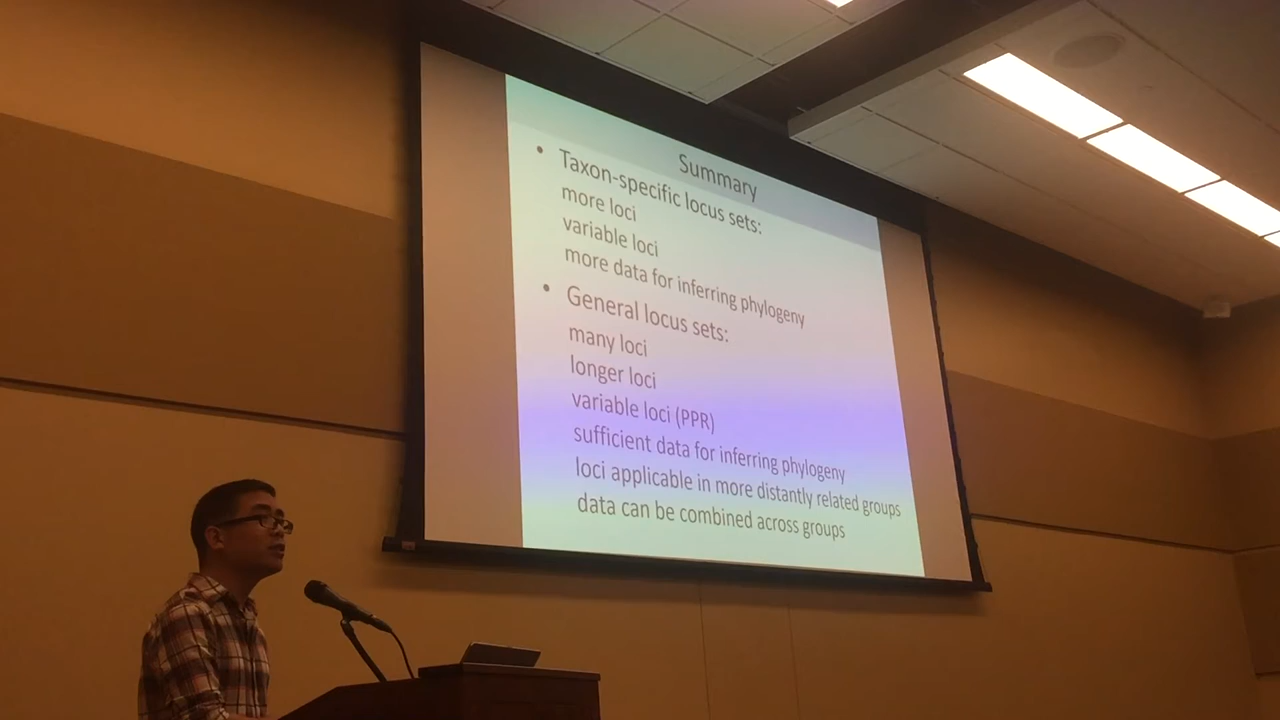 Summary
• Taxon-specific locus sets:
more loci
variable loci
more data for inferring phylogeny
• General locus sets:
many loci
longer loci
variable loci (PPR)
sufficient data for inferring phylogeny
loci applicable in more distantly related groups
data can be combined across groups